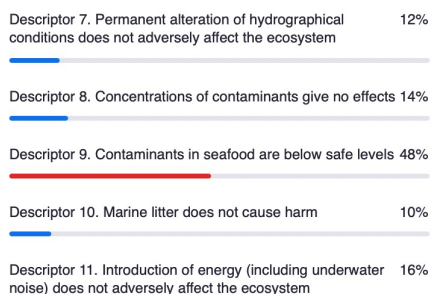 Descriptor 7. Permanent alteration of hydrographical 12%
conditions does not adversely affect the ecosystem
Descriptor 8. Concentrations of contaminants give no effects 14%
Descriptor 9. Contaminants in seafood are below safe levels 48%
Descriptor 10. Marine litter does not cause harm 10%
Descriptor 11. Introduction of energy (including underwater 16%
noise) does not adversely affect the ecosystem